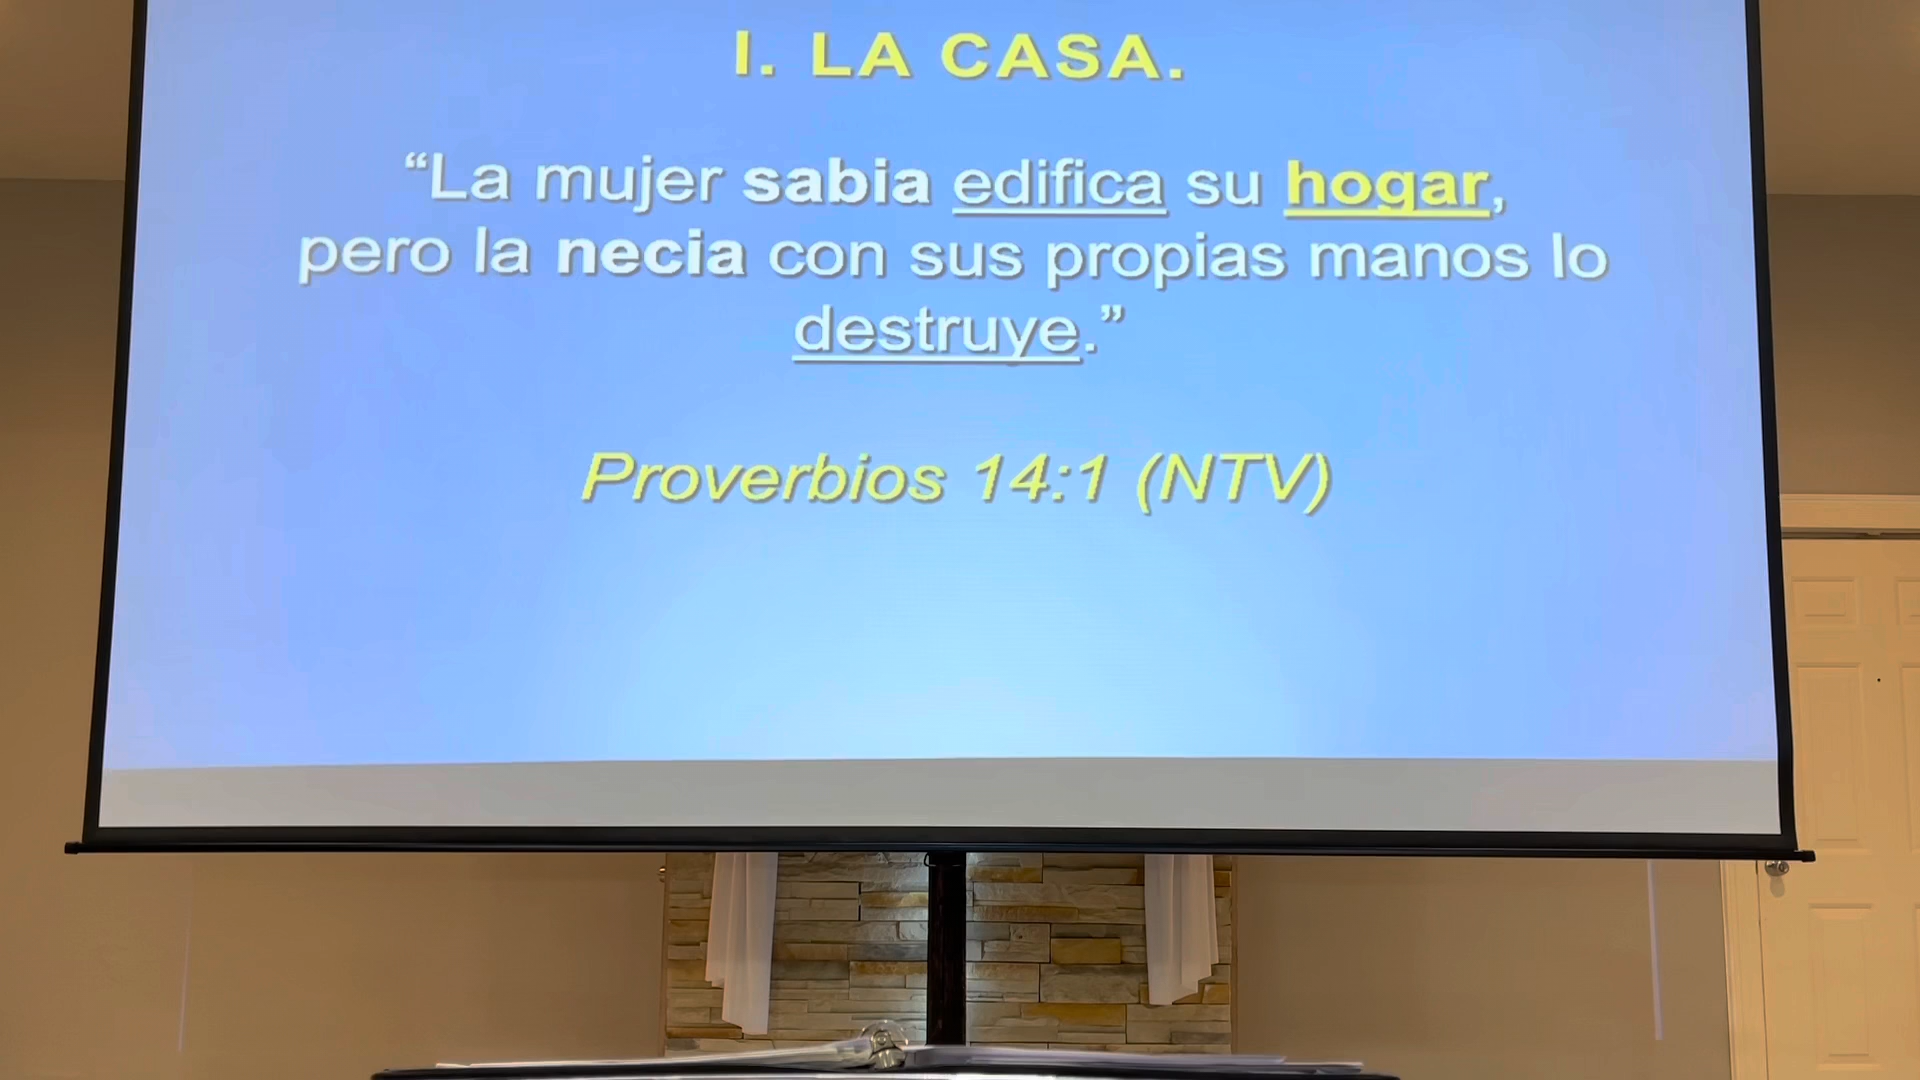 I. LA CASA.
“La mujer sabia edifica su hogar,
pero la necia con sus propias manos lo
destruye.”
Proverbios 14:1 (NTV)